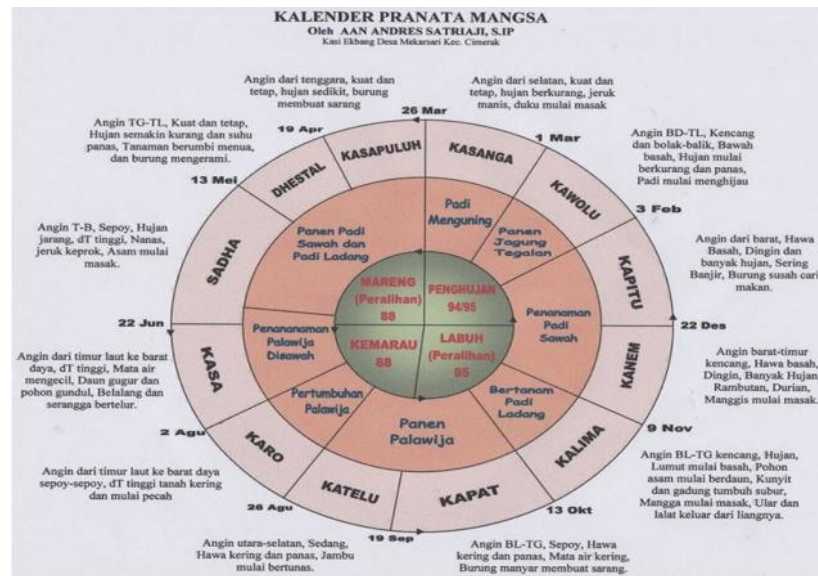 KALENDER PRANATA MANGSA
Oleh AAN ANDRES SATRIAJI, S.IP
Kasi Ekbang Desa Mekarsari Kec. Cimerak
Angin dari tenggara, kuat dan
tetap, hujan sedikit, burung
membuat sarang
Angin dari selatan, kuat dan
tetap, hujan berkurang, jeruk
manis, duku mulai masak
26 Mar
Angin TG-TL, Kuat dan tetap,
Hujan semakin kurang dan suhu
panas, Tanaman berumbi menua,
dan burung mengerami.
19 Apr
1 Mar
Angin BD-TL, Kencang
dan bolak-balik, Bawah
basah, Hujan mulai
berkurang dan panas,
Padi mulai menghijau
13 Mei
3 Feb
Angin T-B, Sepoy, Hujan
jarang, dT tinggi, Nanas,
jeruk keprok, Asam mulai
masak.
Angin dari barat, Hawa
Basah, Dingin dan
banyak hujan, Sering
Banjir, Burung susah cari
makan.
22 Jun
22 Des
Angin dari timur laut ke barat
daya, dT tinggi, Mata air
mengecil, Daun gugur dan
pohon gundul, Belalang dan
serangga bertelur.
Angin barat-timur
kencang, Hawa basah,
Dingin, Banyak Hujan,
Rambutan, Durian,
Manggis mulai masak.
2 Agu
9 Nov
Angin dari timur laut ke barat daya
sepoy-sepoy, dT tinggi tanah kering
dan mulai pecah
Angin BL-TG kencang, Hujan,
Lumut mulai basah, Pohon
asam mulai berdaun, Kunyit
dan gadung tumbuh subur,
Mangga mulai masak, Ular dan
lalat keluar dari liangnya.
26 Agu
13 Okt
19 Sep
Angin utara-selatan, Sedang,
Hawa kering dan panas, Jambu
mulai bertunas.
Angin BL-TG, Sepoy, Hawa
kering dan panas, Mata air kering,
Burung manyar membuat sarang.
KASAPULUH
KASANGA
KAWOLU
KAPITU
KANEM
KALIMA
KAPAT
KATELU
KARO
KASA
SADHA
DHESTAL
Panen Padi
Sawah dan
Padi Ladang
Padi
Menguning
Panen
Jagung
Tegalan
Penanaman
Padi
Sawah
Bertanam
Padi
Ladang
Panen
Palawija
Pertumbuhan
Palawija
Penananaman
Palawija
Disawah
MARENG
(Peralihan)
88
PENGHUJAN
94/95
KEMARAU
88
LABUH
(Peralihan)
95